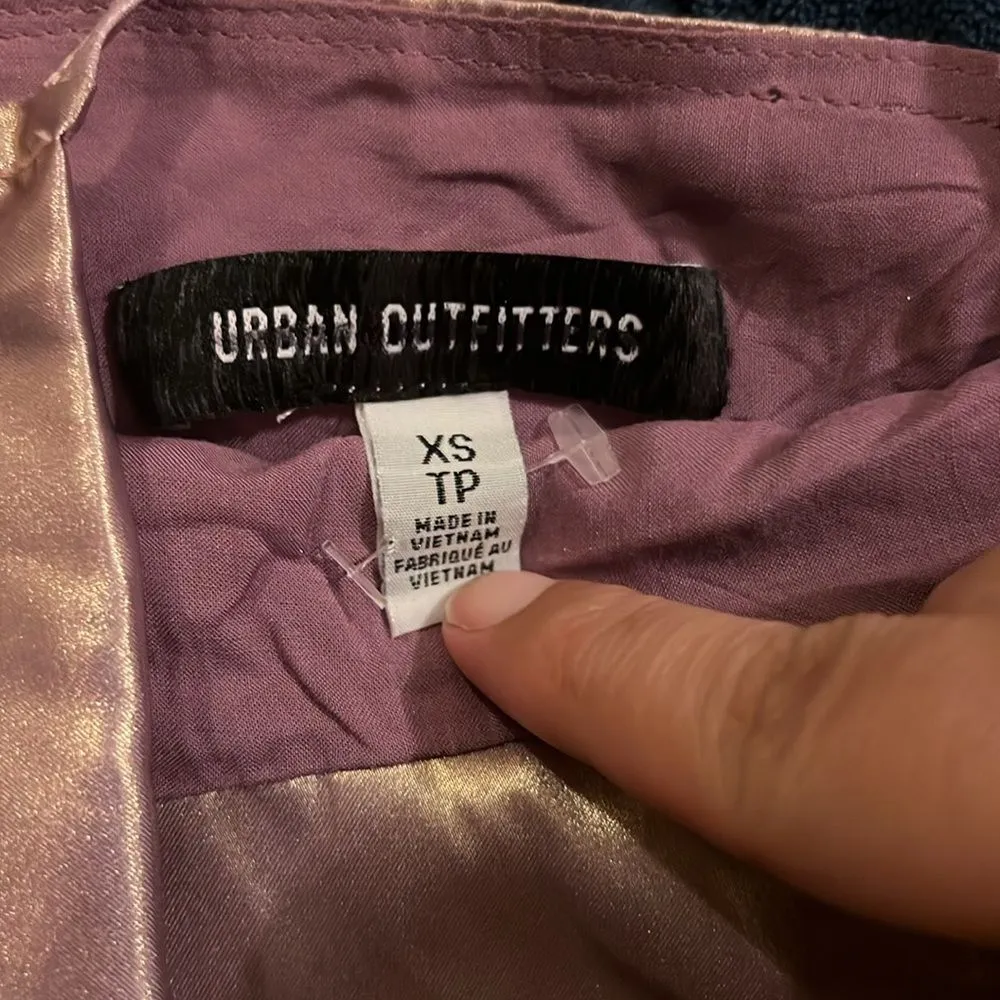 URBAN OUTFITTERS
XS
TP
MADE IN
VIETNAM
FABRIQUÉ AU
VIETNAM